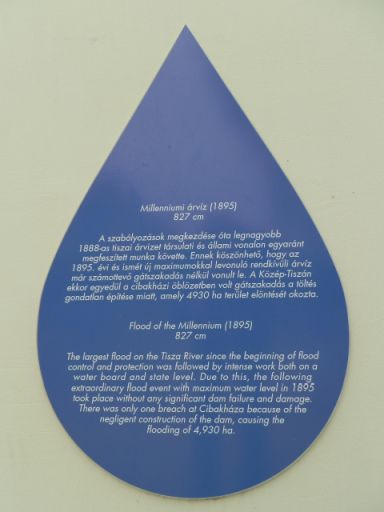 Millenniumi árvíz (1895)
827 cm
A szabályozások megkezdése óta legnagyobb
1888-as tiszai árvizet társulati és állami vonalon egyaránt
megfeszített munka követte. Ennek köszönhető, hogy az
1895. évi és ismét új maximumokkal levonuló rendkívüli árvíz
már számottevő gátszakadás nélkül vonult le. A Közép-Tiszán
ekkor egyedül a cibakházi öblözetben volt gátszakadás a töltés
gondatlan építése miatt, amely 4930 ha terület elöntését okozta.
Flood of the Millennium (1895)
827 cm
The largest flood on the Tisza River since the beginning of flood
control and protection was followed by intense work both on a
water board and state level. Due to this, the following
extraordinary flood event with maximum water level in 1895
took place without any significant dam failure and damage.
There was only one breach at Cibakháza because of the
negligent construction of the dam, causing the
flooding of 4,930 ha.